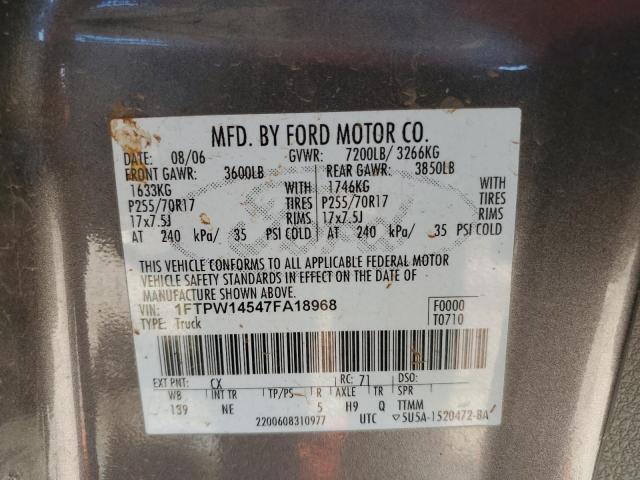 MFD. BY FORD MOTOR CO.
DATE: 08/06 GVWR: 7200LB/ 3266KG
FRONT GAWR: 3600LB REAR GAWR: 3850LB
1633KG WITH 1746KG WITH
P255/70R17 TIRES P255/70R17 TIRES
17x7.5J RIMS 17x7.5J RIMS
AT 240 kPa/ 35 PSI COLD AT 240 kPa/ 35 PSI COLD
THIS VEHICLE CONFORMS TO ALL APPLICABLE FEDERAL MOTOR
VEHICLE SAFETY STANDARDS IN EFFECT ON THE DATE OF
MANUFACTURE SHOWN ABOVE.
VIN: 1FTPW14547FA18968 F0000
TYPE: Truck T0710
EXT PNT: CX RC: 71 DSO:
WB INT TR TP/PS R AXLE TR SPR
139 NE 5 H9 Q TTMM
2200608310977 UTC ▽5U5A-1520472-BA